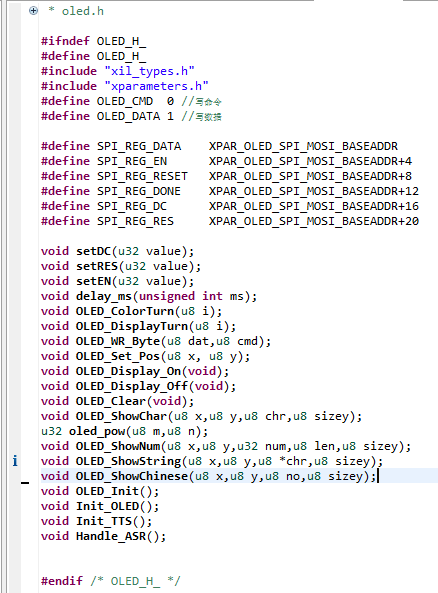 * oled.h
#ifndef OLED_H_
#define OLED_H_
#include "xil_types.h"
#include "xparameters.h"
#define OLED_CMD  0 //写命令
#define OLED_DATA 1 //写数据
#define SPI_REG_DATA    XPAR_OLED_SPI_MOSI_BASEADDR
#define SPI_REG_EN      XPAR_OLED_SPI_MOSI_BASEADDR+4
#define SPI_REG_RESET   XPAR_OLED_SPI_MOSI_BASEADDR+8
#define SPI_REG_DONE    XPAR_OLED_SPI_MOSI_BASEADDR+12
#define SPI_REG_DC      XPAR_OLED_SPI_MOSI_BASEADDR+16
#define SPI_REG_RES     XPAR_OLED_SPI_MOSI_BASEADDR+20
void setDC(u32 value);
void setRES(u32 value);
void setEN(u32 value);
void delay_ms(unsigned int ms);
void OLED_ColorTurn(u8 i);
void OLED_DisplayTurn(u8 i);
void OLED_WR_Byte(u8 dat,u8 cmd);
void OLED_Set_Pos(u8 x, u8 y);
void OLED_Display_On(void);
void OLED_Display_Off(void);
void OLED_Clear(void);
void OLED_ShowChar(u8 x,u8 y,u8 chr,u8 sizey);
u32 oled_pow(u8 m,u8 n);
void OLED_ShowNum(u8 x,u8 y,u32 num,u8 len,u8 sizey);
void OLED_ShowString(u8 x,u8 y,u8 *chr,u8 sizey);
void OLED_ShowChinese(u8 x,u8 y,u8 no,u8 sizey);
void OLED_Init();
void Init_OLED();
void Init_TTS();
void Handle_ASR();
#endif /* OLED_H_ */